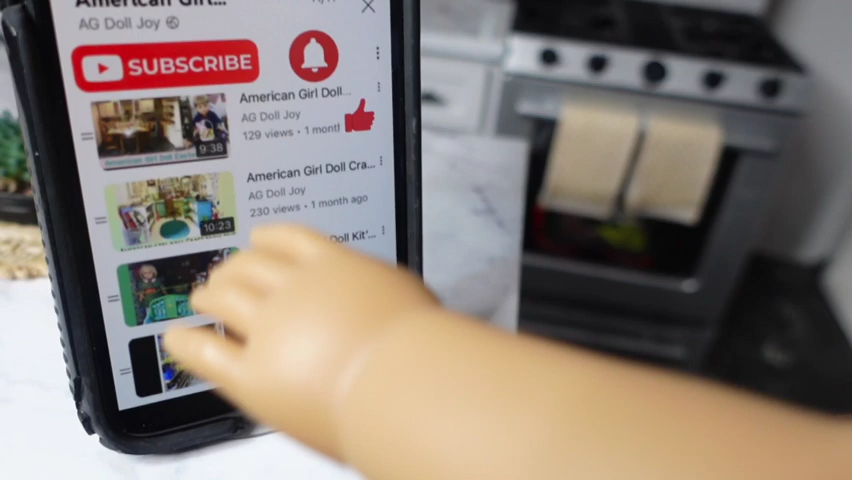 American Girl...
AG Doll Joy
SUBSCRIBE
American Girl Doll...
AG Doll Joy
129 views • 1 month
9:38
American Girl Doll Cra...
AG Doll Joy
230 views • 1 month ago
10:23
Doll Kit'...